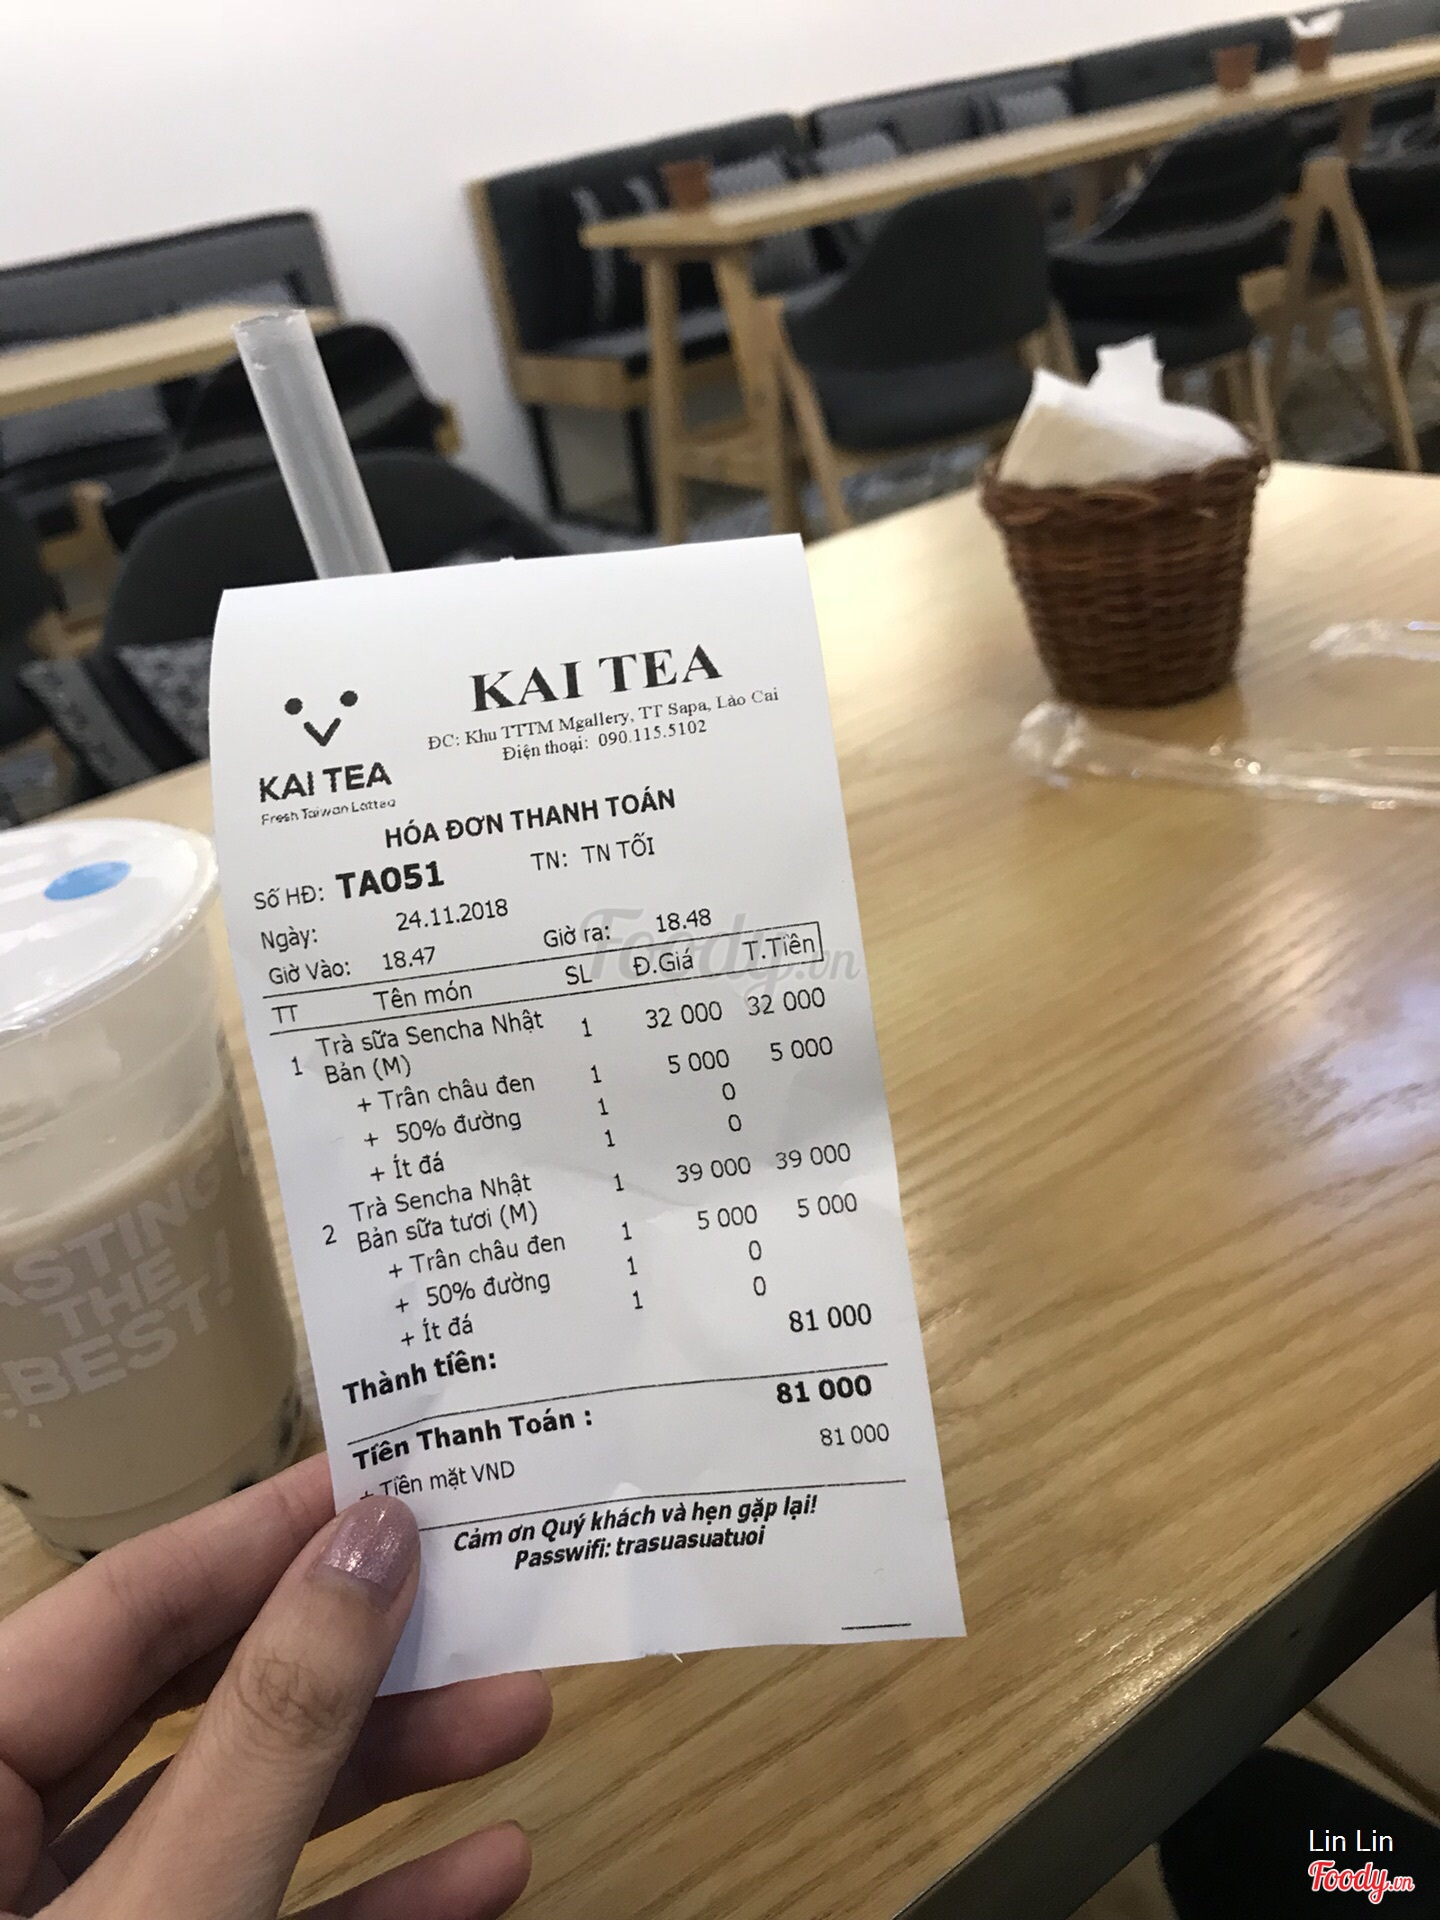 KAI TEA
ĐC: Khu TTTM Mgallery, TT Sapa, Lào Cai
Điện thoại: 090.115.5102
KAI TEA
Fresh Taiwan Lattea
HÓA ĐƠN THANH TOÁN
Số HĐ: TA051 TN: TN TỐI
Ngày: 24.11.2018
Giờ Vào: 18.47 Giờ ra: 18.48
TT Tên món SL Đ.Giá T.Tiền
1 Trà sữa Sencha Nhật 1 32 000 32 000
Bản (M)
+ Trân châu đen 1 5 000 5 000
+ 50% đường 1 0
+ Ít đá 1 0
2 Trà Sencha Nhật 1 39 000 39 000
Bản sữa tươi (M)
+ Trân châu đen 1 5 000 5 000
+ 50% đường 1 0
+ Ít đá 1 0
Thành tiền: 81 000
Tiền Thanh Toán : 81 000
+ Tiền mặt VND 81 000
Cảm ơn Quý khách và hẹn gặp lại!
Passwifi: trasuasuatuoi
Foody.vn
THE
BEST!
Lin Lin
Foody.vn